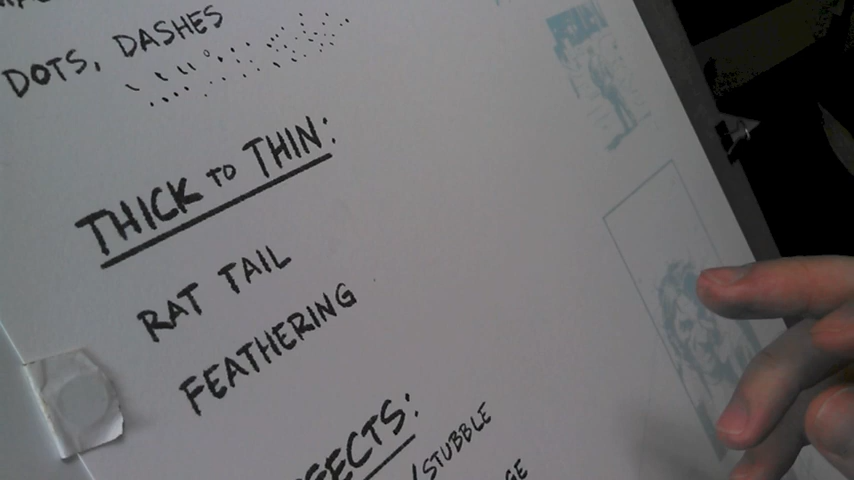 DOTS, DASHES
THICK TO THIN:
RAT TAIL
FEATHERING
/STUBBLE